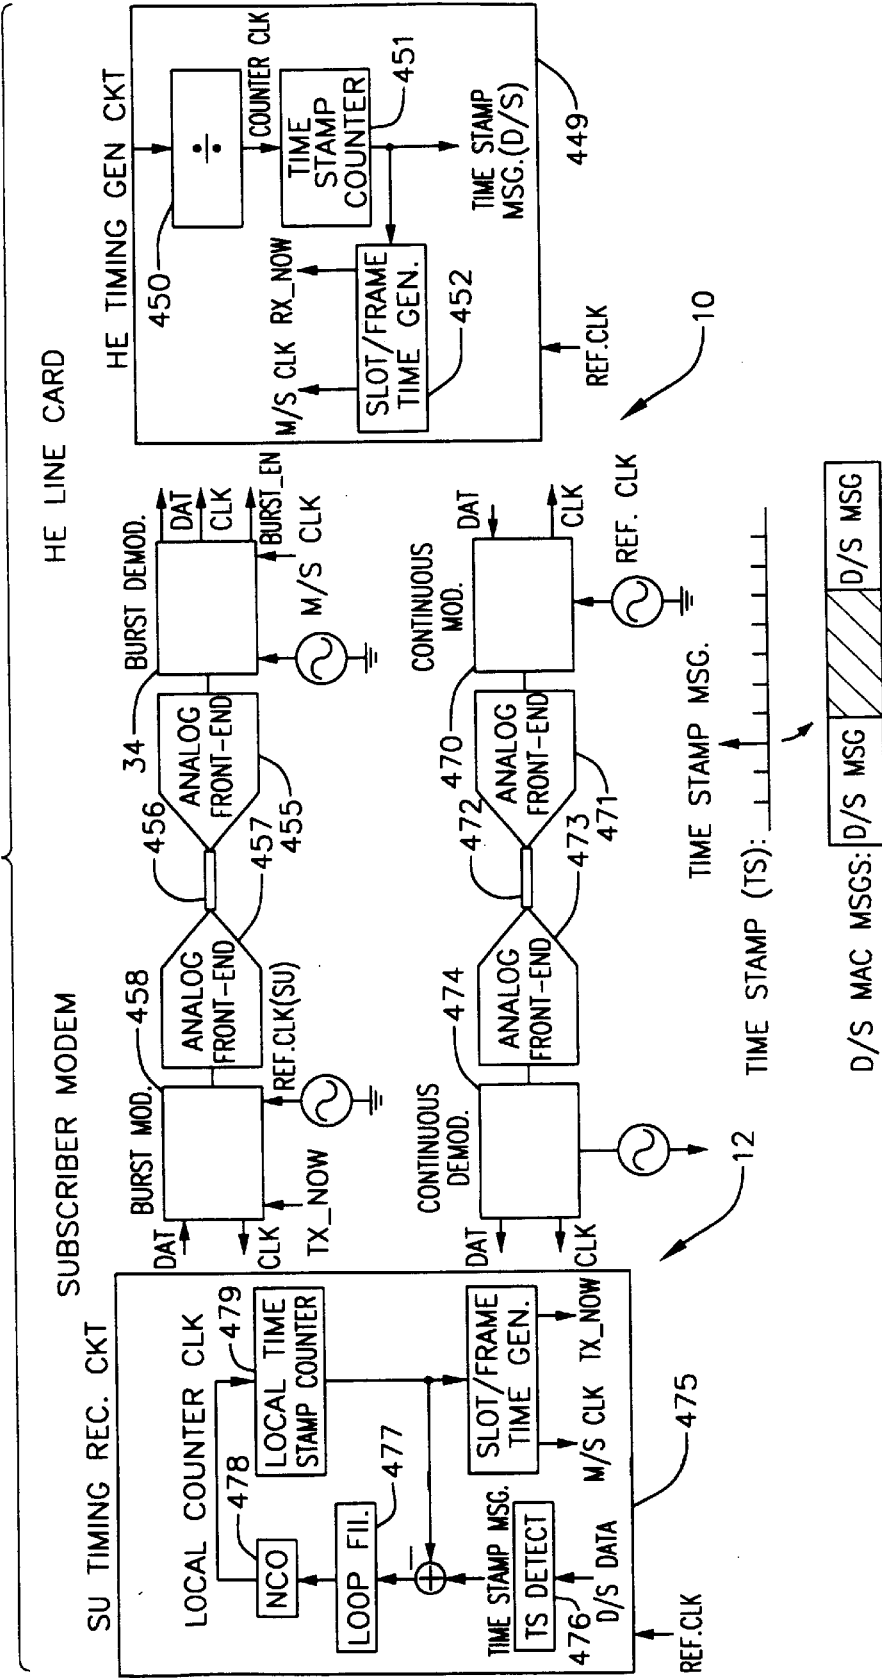 HE LINE CARD
SUBSCRIBER MODEM
HE TIMING GEN CKT
450
÷
COUNTER CLK
TIME
STAMP
COUNTER
451
TIME STAMP
MSG.(D/S)
449
RX_NOW
M/S CLK
SLOT/FRAME
TIME GEN.
452
REF.CLK
10
BURST DEMOD.
DAT
CLK
BURST_EN
M/S CLK
34
ANALOG
FRONT-END
455
456
457
ANALOG
FRONT-END
458
BURST MOD.
REF.CLK(SU)
DAT
CLK
TX_NOW
CONTINUOUS
MOD.
DAT
CLK
REF. CLK
470
ANALOG
FRONT-END
471
472
473
ANALOG
FRONT-END
474
CONTINUOUS
DEMOD.
DAT
CLK
12
SU TIMING REC. CKT
LOCAL COUNTER CLK
479
LOCAL TIME
STAMP COUNTER
478
NCO
477
LOOP FIL.
–
+
TIME STAMP MSG.
TS DETECT
476
D/S DATA
SLOT/FRAME
TIME GEN.
M/S CLK
TX_NOW
475
REF.CLK
TIME STAMP MSG.
TIME STAMP (TS):
D/S MAC MSGS:
D/S MSG
D/S MSG